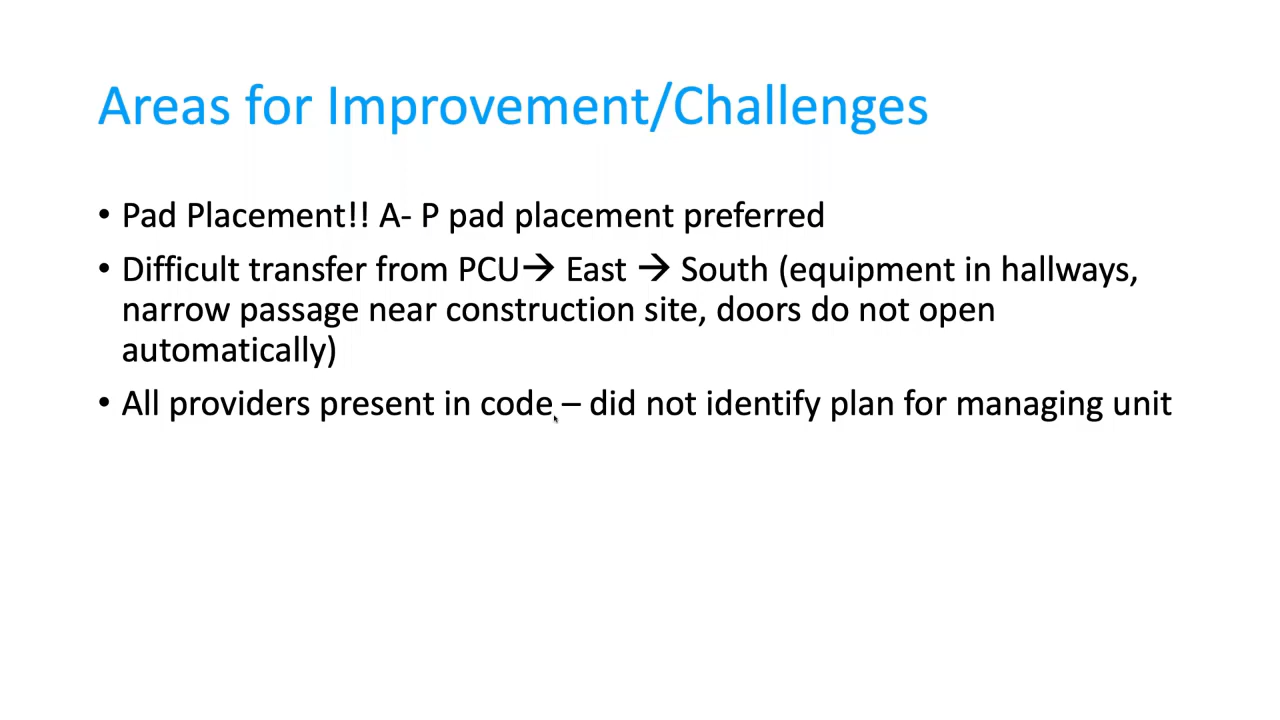 Areas for Improvement/Challenges
• Pad Placement!! A- P pad placement preferred
• Difficult transfer from PCU→ East → South (equipment in hallways,
narrow passage near construction site, doors do not open
automatically)
• All providers present in code – did not identify plan for managing unit